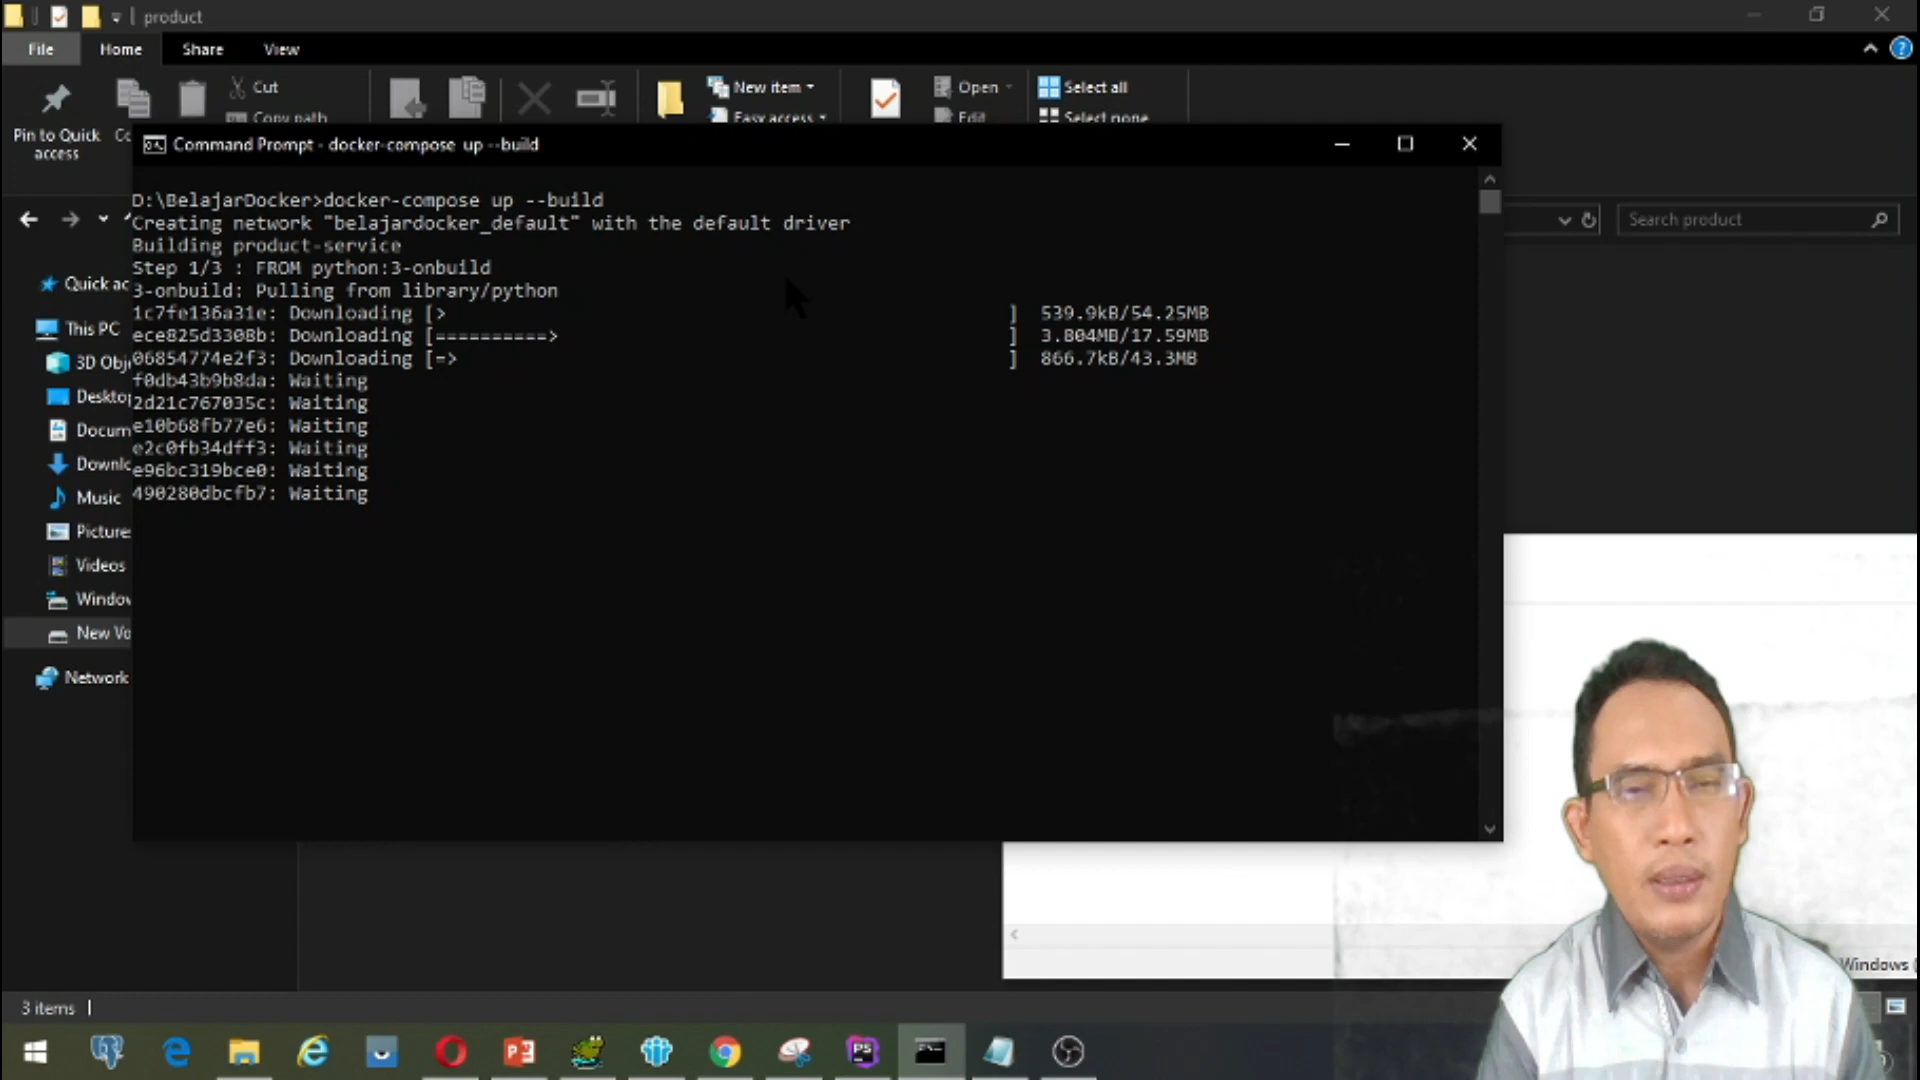 product
File Home Share View
Cut
New item
Open
Select all
Copy path
Easy access
Edit
Select none
Pin to Quick access
Command Prompt - docker-compose up --build
D:\BelajarDocker>docker-compose up --build
Creating network "belajardocker_default" with the default driver
Building product-service
Step 1/3 : FROM python:3-onbuild
3-onbuild: Pulling from library/python
1c7fe136a31e: Downloading [> ] 539.9kB/54.25MB
ece825d3308b: Downloading [==========> ] 3.804MB/17.59MB
06854774e2f3: Downloading [=> ] 866.7kB/43.3MB
f0db43b9b8da: Waiting
2d21c767035c: Waiting
e10b68fb77e6: Waiting
e2c0fb34dff3: Waiting
e96bc319bce0: Waiting
490280dbcfb7: Waiting
Search product
Quick ac
This PC
3D Obj
Deskto
Docum
Downlo
Music
Picture
Videos
Window
New Vo
Network
Windows (
3 items